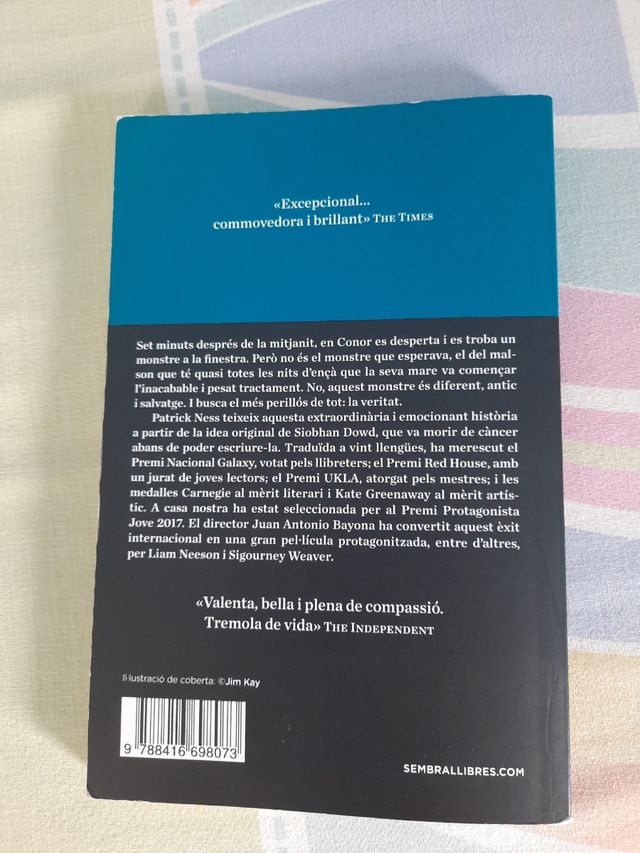 «Excepcional...
commovedora i brillant» THE TIMES
Set minuts després de la mitjanit, en Conor es desperta i es troba un
monstre a la finestra. Però no és el monstre que esperava, el del mal-
son que té quasi totes les nits d'ençà que la seva mare va començar
l'inacabable i pesat tractament. No, aquest monstre és diferent, antic
i salvatge. I busca el més perillós de tot: la veritat.
Patrick Ness teixeix aquesta extraordinària i emocionant història
a partir de la idea original de Siobhan Dowd, que va morir de càncer
abans de poder escriure-la. Traduïda a vint llengües, ha merescut el
Premi Nacional Galaxy, votat pels llibreters; el Premi Red House, amb
un jurat de joves lectors; el Premi UKLA, atorgat pels mestres; i les
medalles Carnegie al mèrit literari i Kate Greenaway al mèrit artís-
tic. A casa nostra ha estat seleccionada per al Premi Protagonista
Jove 2017. El director Juan Antonio Bayona ha convertit aquest èxit
internacional en una gran pel·lícula protagonitzada, entre d'altres,
per Liam Neeson i Sigourney Weaver.
«Valenta, bella i plena de compassió.
Tremola de vida» THE INDEPENDENT
Il·lustració de coberta: ©Jim Kay
9 788416 698073
SEMBRALLIBRES.COM